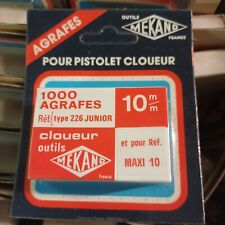 AGRAFES
OUTILS
MEKANO
FRANCE
POUR PISTOLET CLOUEUR
1000
AGRAFES
10 m/m
Réf. type 226 JUNIOR
cloueur
outils
MEKANO
France
et pour Réf.
MAXI 10